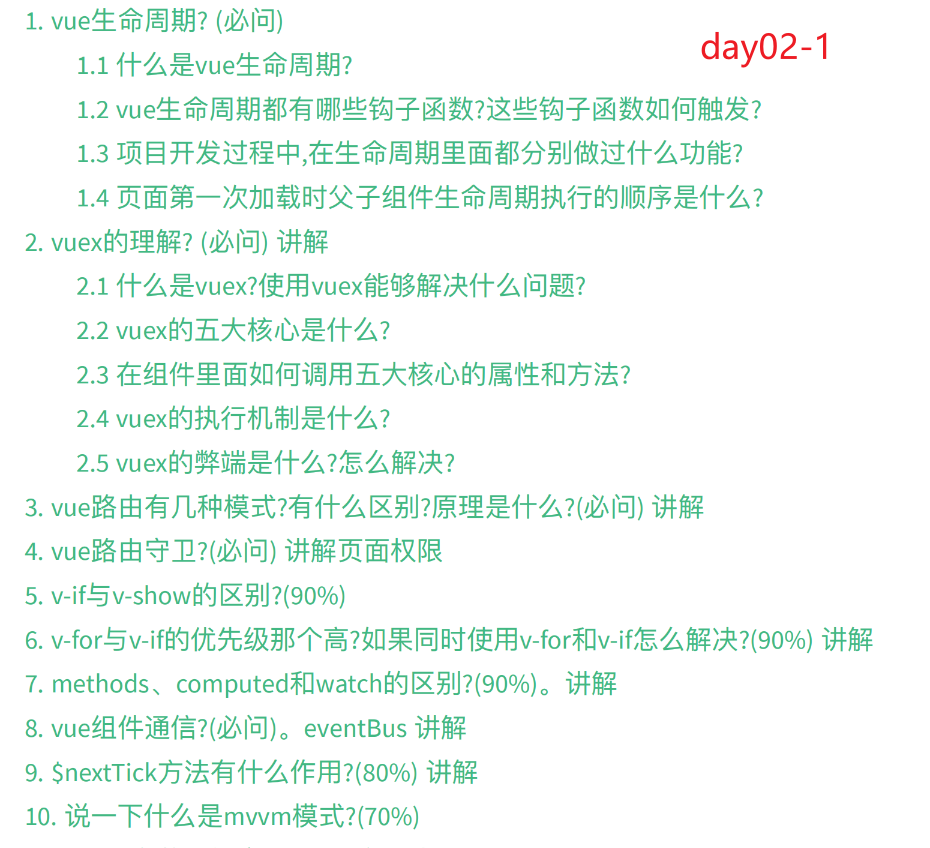 1. vue生命周期? (必问)
day02-1
1.1 什么是vue生命周期?
1.2 vue生命周期都有哪些钩子函数?这些钩子函数如何触发?
1.3 项目开发过程中,在生命周期里面都分别做过什么功能?
1.4 页面第一次加载时父子组件生命周期执行的顺序是什么?
2. vuex的理解? (必问) 讲解
2.1 什么是vuex?使用vuex能够解决什么问题?
2.2 vuex的五大核心是什么?
2.3 在组件里面如何调用五大核心的属性和方法?
2.4 vuex的执行机制是什么?
2.5 vuex的弊端是什么?怎么解决?
3. vue路由有几种模式?有什么区别?原理是什么?(必问) 讲解
4. vue路由守卫?(必问) 讲解页面权限
5. v-if与v-show的区别?(90%)
6. v-for与v-if的优先级那个高?如果同时使用v-for和v-if怎么解决?(90%) 讲解
7. methods、computed和watch的区别?(90%)。讲解
8. vue组件通信?(必问)。eventBus 讲解
9. $nextTick方法有什么作用?(80%) 讲解
10. 说一下什么是mvvm模式?(70%)